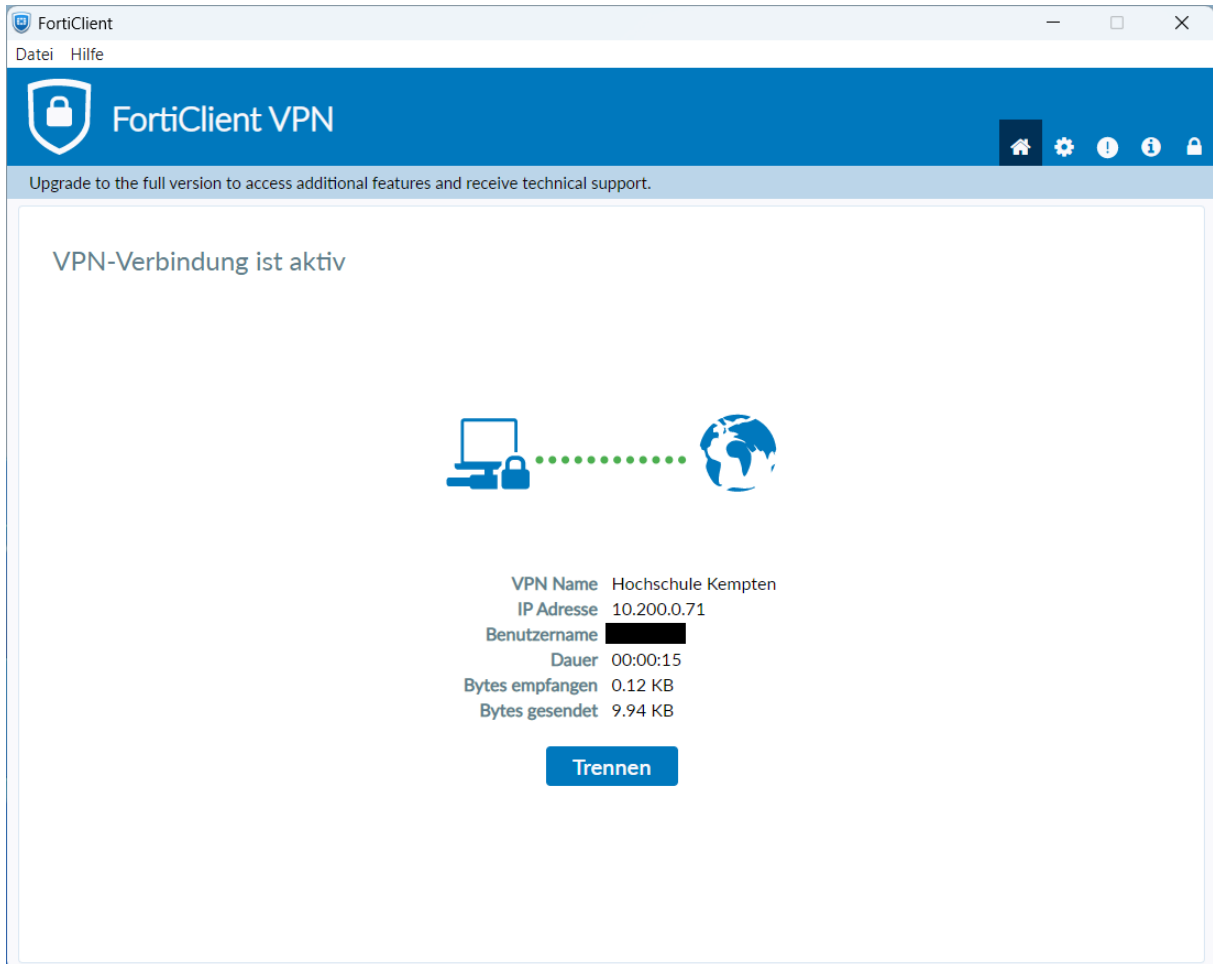 FortiClient
Datei Hilfe
FortiClient VPN
Upgrade to the full version to access additional features and receive technical support.
VPN-Verbindung ist aktiv
VPN Name Hochschule Kempten
IP Adresse 10.200.0.71
Benutzername
Dauer 00:00:15
Bytes empfangen 0.12 KB
Bytes gesendet 9.94 KB
Trennen